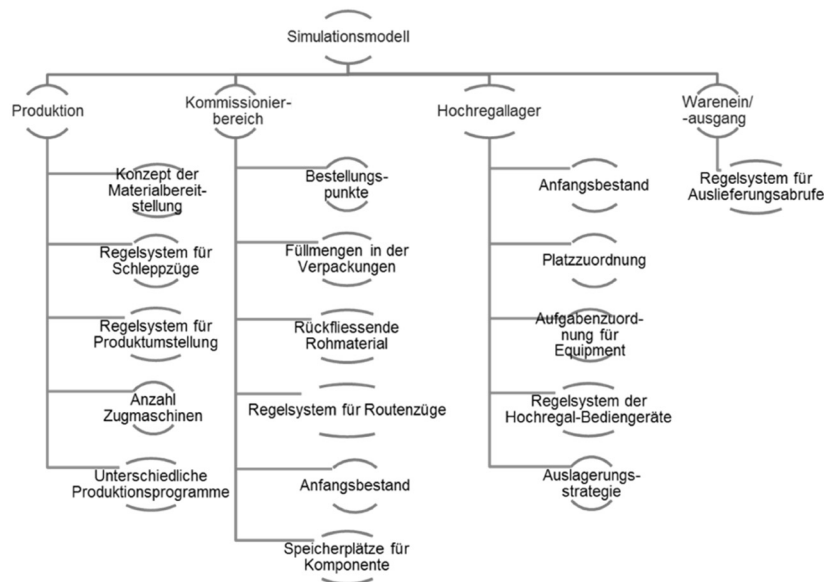 Simulationsmodell
Produktion
Konzept der
Materialbereit-
stellung
Regelsystem für
Schleppzüge
Regelsystem für
Produktumstellung
Anzahl
Zugmaschinen
Unterschiedliche
Produktionsprogramme
Kommissionier-
bereich
Bestellungs-
punkte
Füllmengen in der
Verpackungen
Rückfliessende
Rohmaterial
Regelsystem für Routenzüge
Anfangsbestand
Speicherplätze für
Komponente
Hochregallager
Anfangsbestand
Platzzuordnung
Aufgabenzuord-
nung für
Equipment
Regelsystem der
Hochregal-Bediengeräte
Auslagerungs-
strategie
Warenein/
-ausgang
Regelsystem für
Auslieferungsabrufe